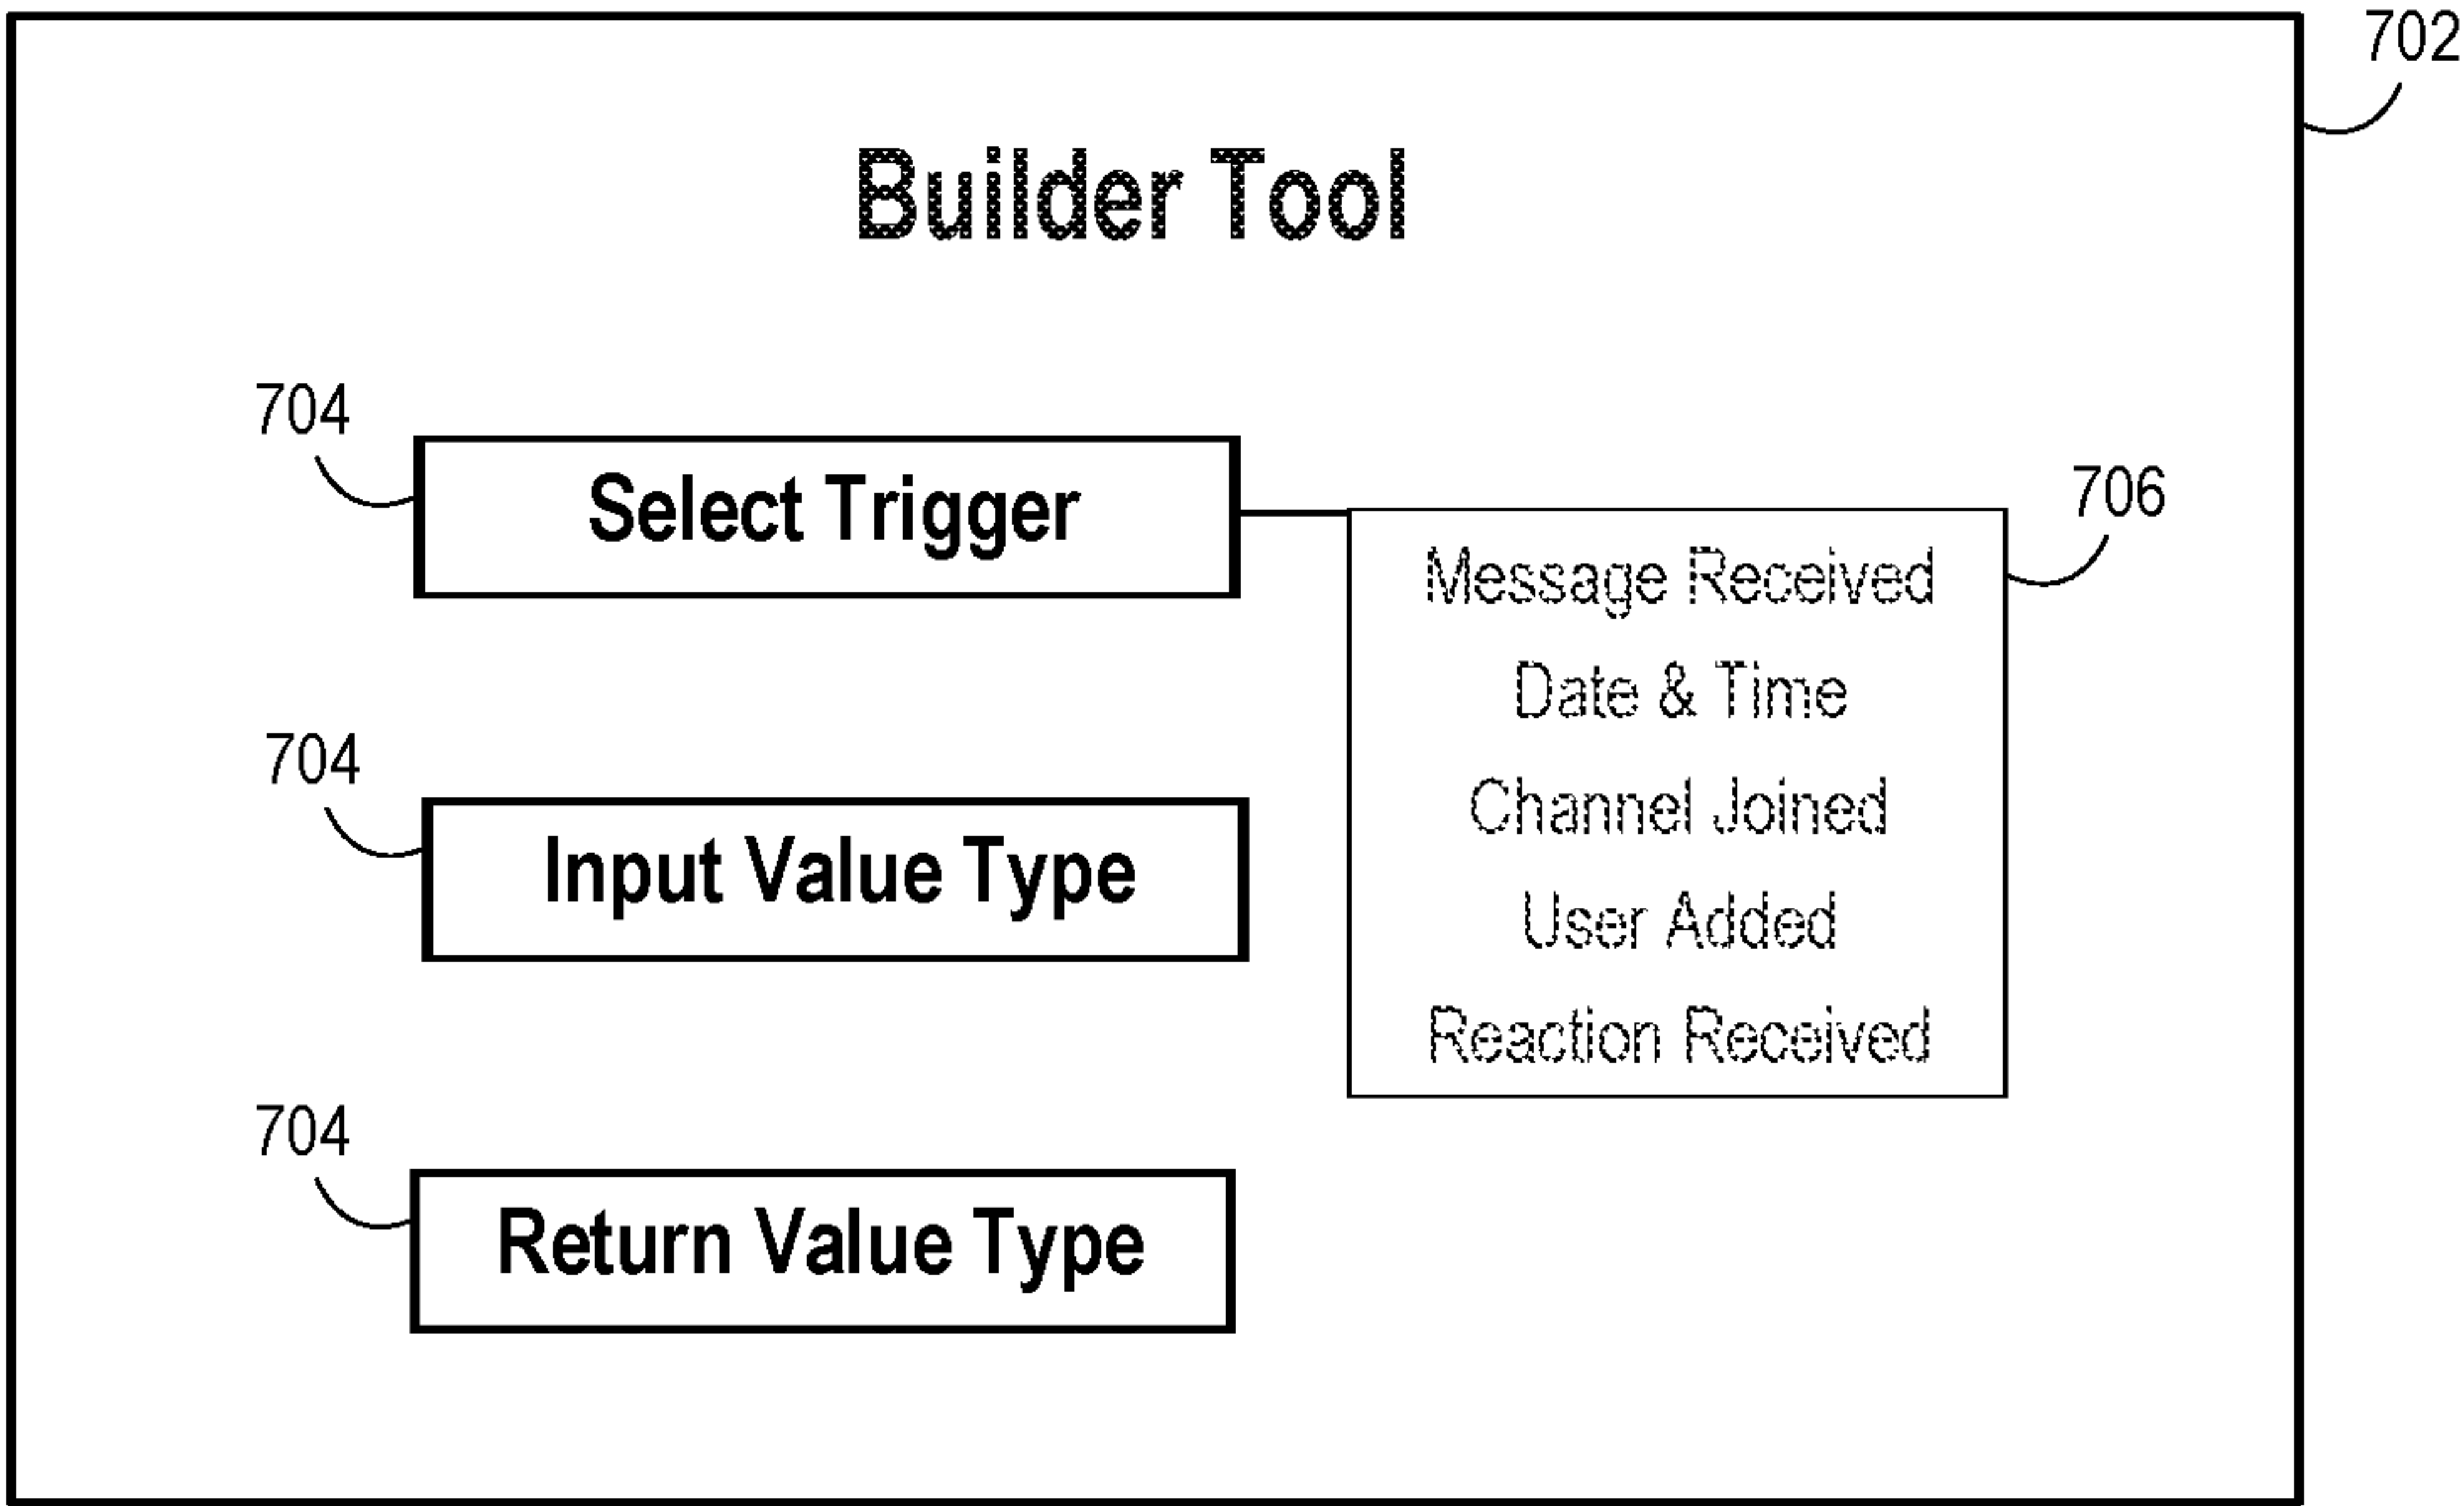 702
Builder Tool
704
Select Trigger
706
Message Received
Date & Time
Channel Joined
User Added
Reaction Received
704
Input Value Type
704
Return Value Type